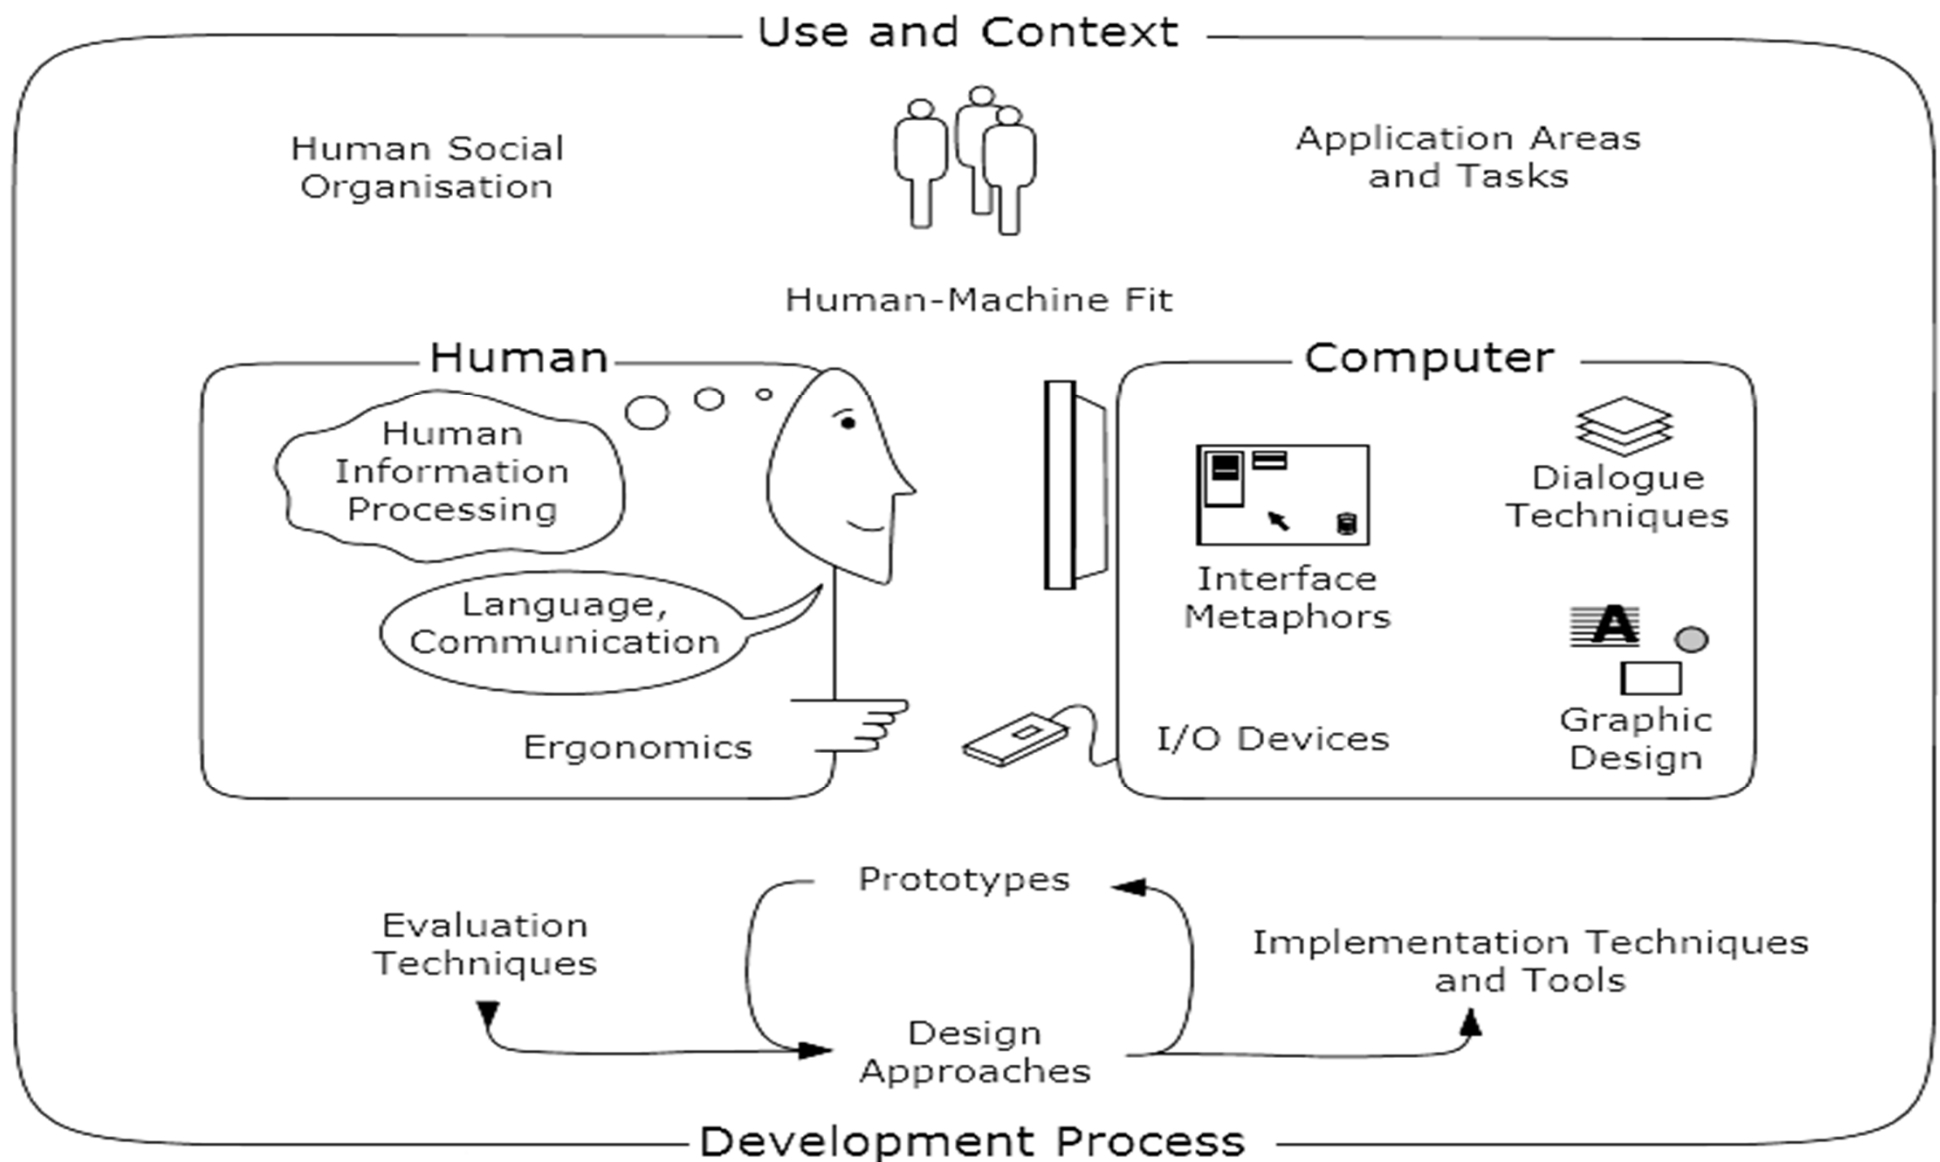 Use and Context
Human Social
Organisation
Application Areas
and Tasks
Human-Machine Fit
Human
Human
Information
Processing
Language,
Communication
Ergonomics
Computer
Interface
Metaphors
Dialogue
Techniques
I/O Devices
A
Graphic
Design
Prototypes
Evaluation
Techniques
Implementation Techniques
and Tools
Design
Approaches
Development Process